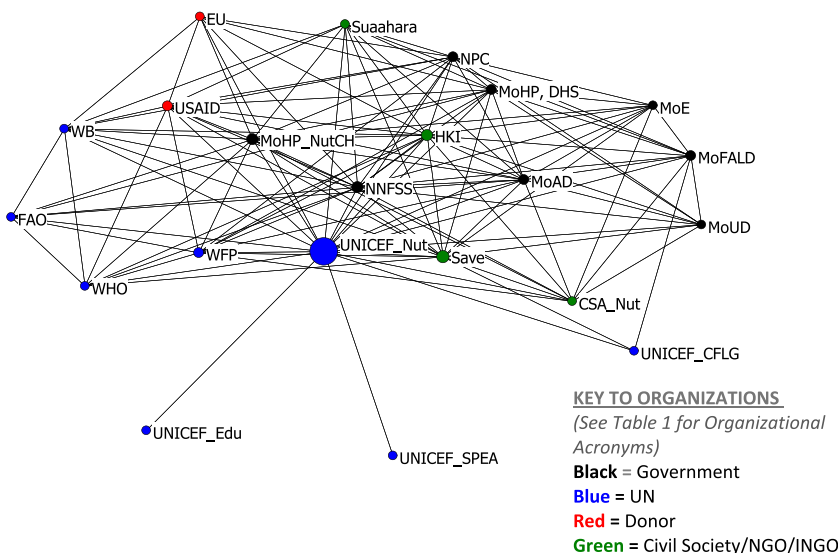 EU
Suaahara
NPC
MoHP, DHS
USAID
MoE
WB
MoHP_NutCH
HKI
MoFALD
NNFSS
MoAD
FAO
MoUD
UNICEF_Nut
WFP
Save
WHO
CSA_Nut
UNICEF_CFLG
UNICEF_Edu
UNICEF_SPEA
KEY TO ORGANIZATIONS
(See Table 1 for Organizational
Acronyms)
Black = Government
Blue = UN
Red = Donor
Green = Civil Society/NGO/INGO